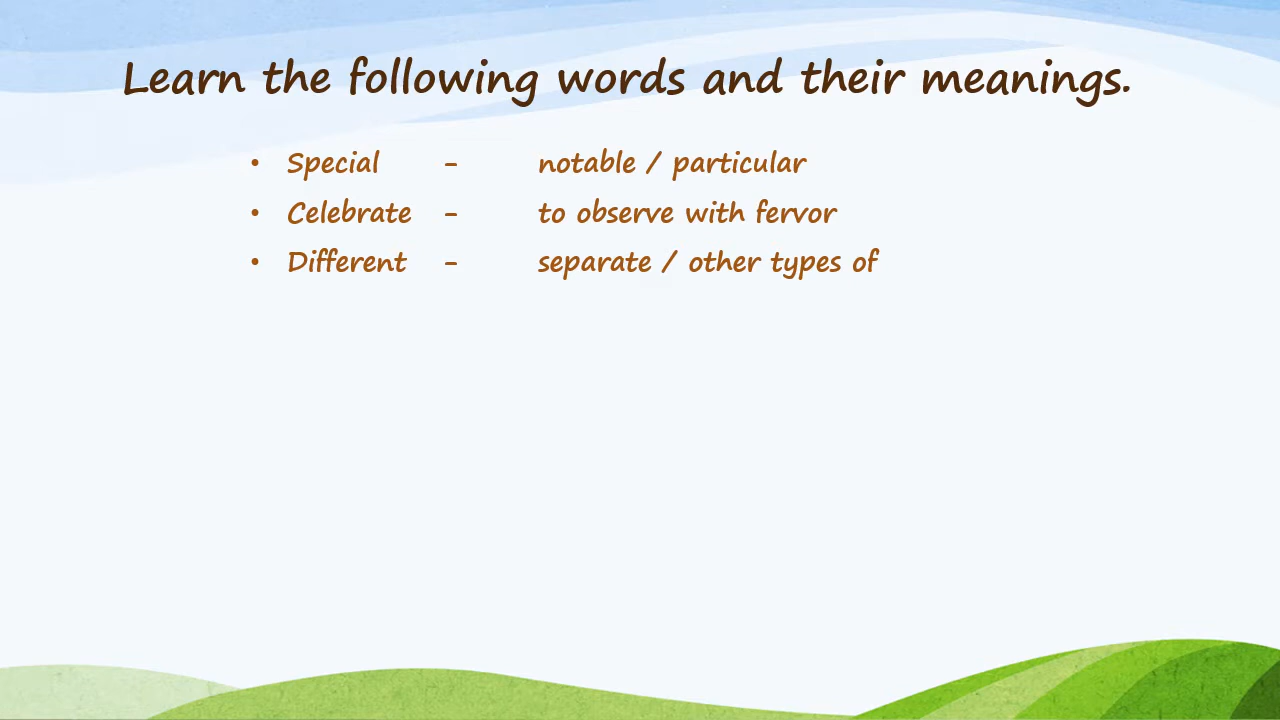 Learn the following words and their meanings.
• Special - notable / particular
• Celebrate - to observe with fervor
• Different - separate / other types of